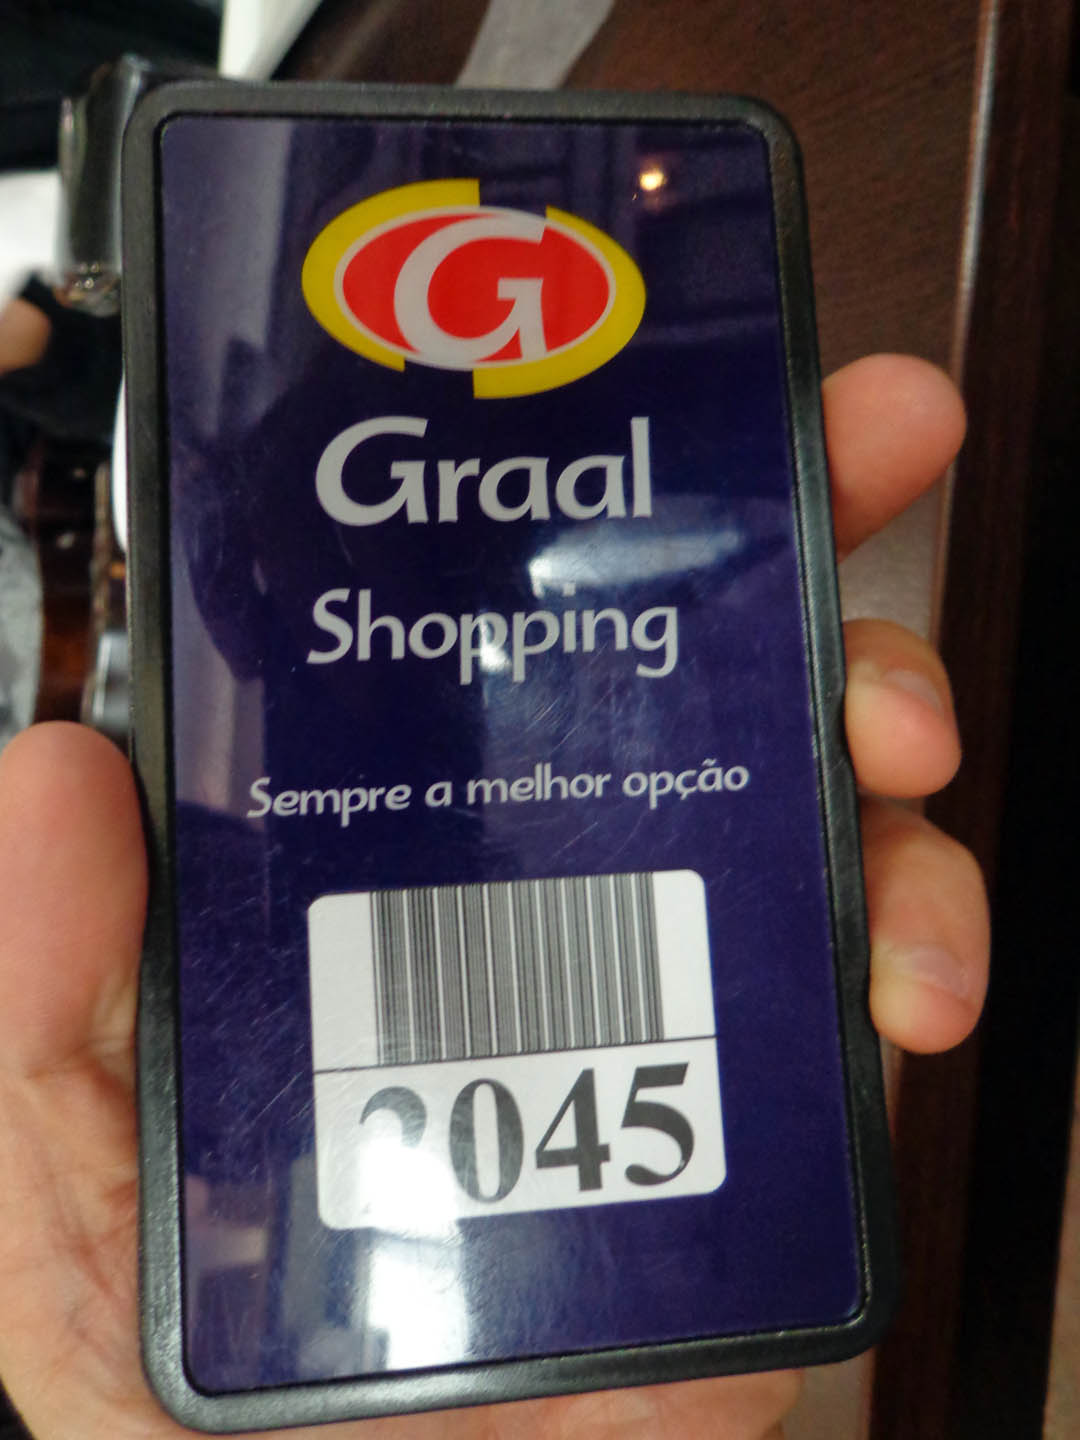 G
Graal
Shopping
Sempre a melhor opção
2045